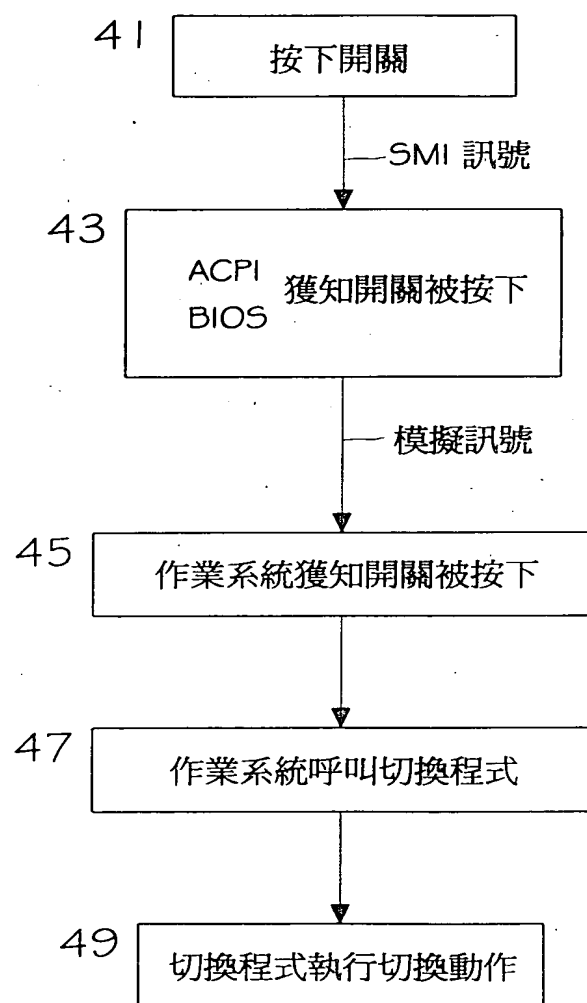 41
按下開關
SMI 訊號
43
ACPI
BIOS
獲知開關被按下
模擬訊號
45
作業系統獲知開關被按下
47
作業系統呼叫切換程式
49
切換程式執行切換動作